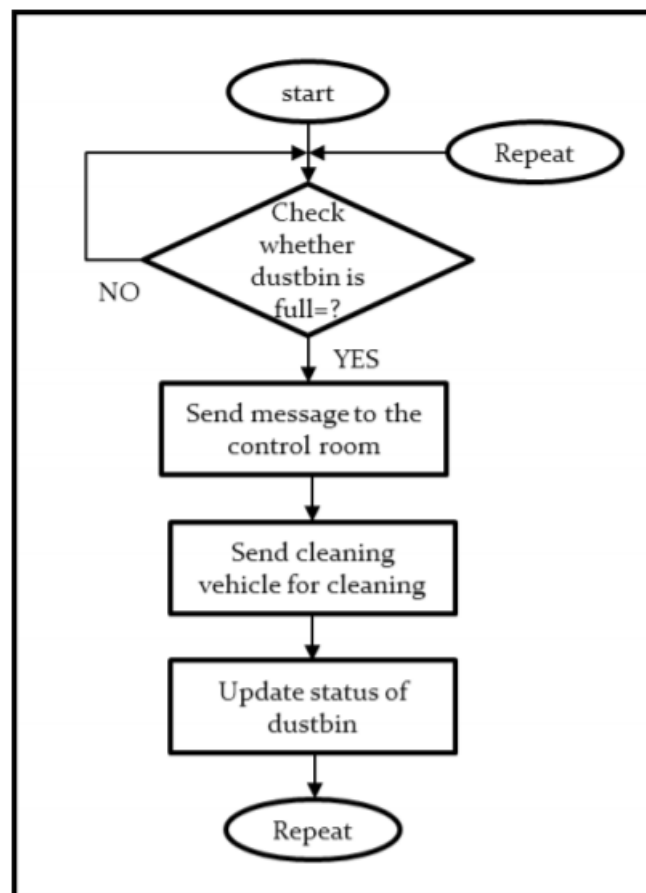 start
Repeat
Check
whether
dustbin is
full=?
NO
YES
Send message to the
control room
Send cleaning
vehicle for cleaning
Update status of
dustbin
Repeat